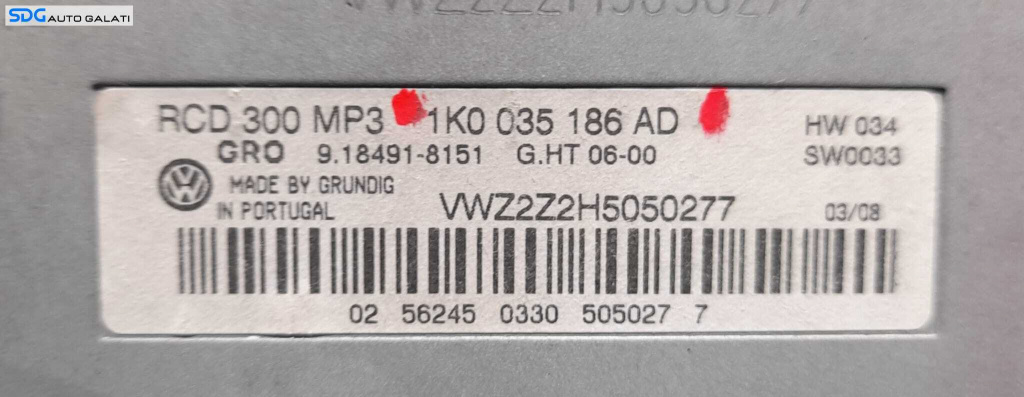 SDG AUTO GALATI
VWZ2Z2H5050277
RCD 300 MP3 1K0 035 186 AD HW 034
GRO 9.18491-8151 G.HT 06-00 SW0033
MADE BY GRUNDIG
IN PORTUGAL VWZ2Z2H5050277 03/08
02 56245 0330 505027 7